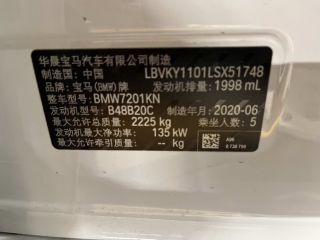 华晨宝马汽车有限公司制造
制造国：中国 LBVKY1101LSX51748
品牌：宝马(BMW)牌 发动机排量：1998 mL
整车型号：BMW7201KN
发动机型号：B48B20C 制造年月：2020-06
最大允许总质量：2225 kg 乘坐人数：5
发动机最大净功率：135 kW
最大允许牵引质量：-- kg